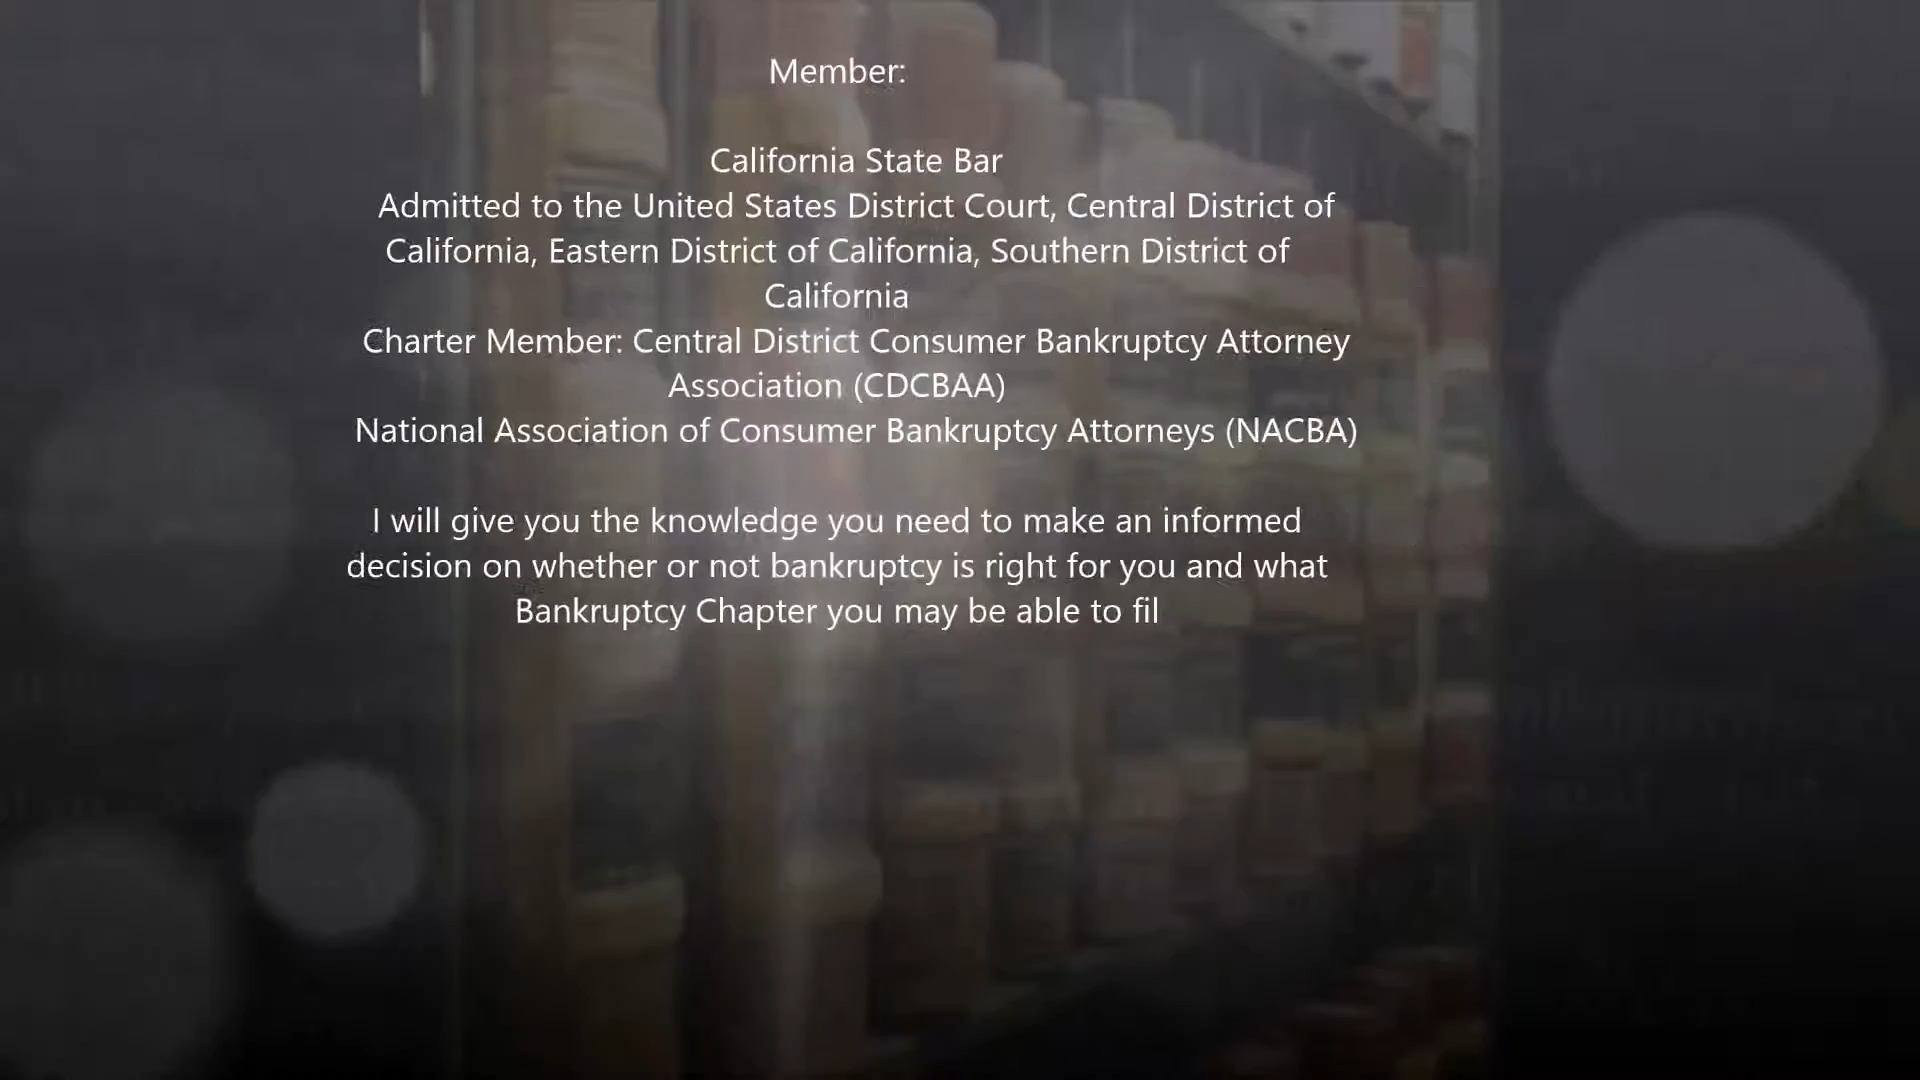 Member:
California State Bar
Admitted to the United States District Court, Central District of
California, Eastern District of California, Southern District of
California
Charter Member: Central District Consumer Bankruptcy Attorney
Association (CDCBAA)
National Association of Consumer Bankruptcy Attorneys (NACBA)
I will give you the knowledge you need to make an informed
decision on whether or not bankruptcy is right for you and what
Bankruptcy Chapter you may be able to fil